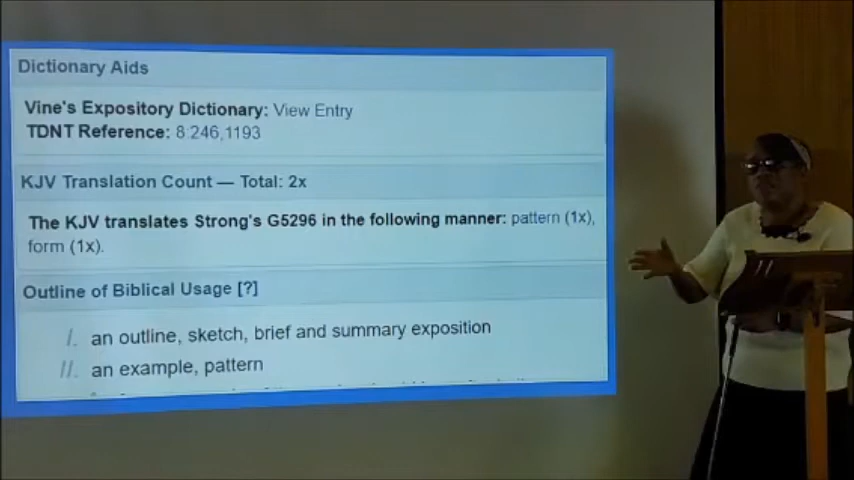 Dictionary Aids
Vine's Expository Dictionary: View Entry
TDNT Reference: 8:246,1193
KJV Translation Count — Total: 2x
The KJV translates Strong's G5296 in the following manner: pattern (1x),
form (1x).
Outline of Biblical Usage [?]
I. an outline, sketch, brief and summary exposition
II. an example, pattern